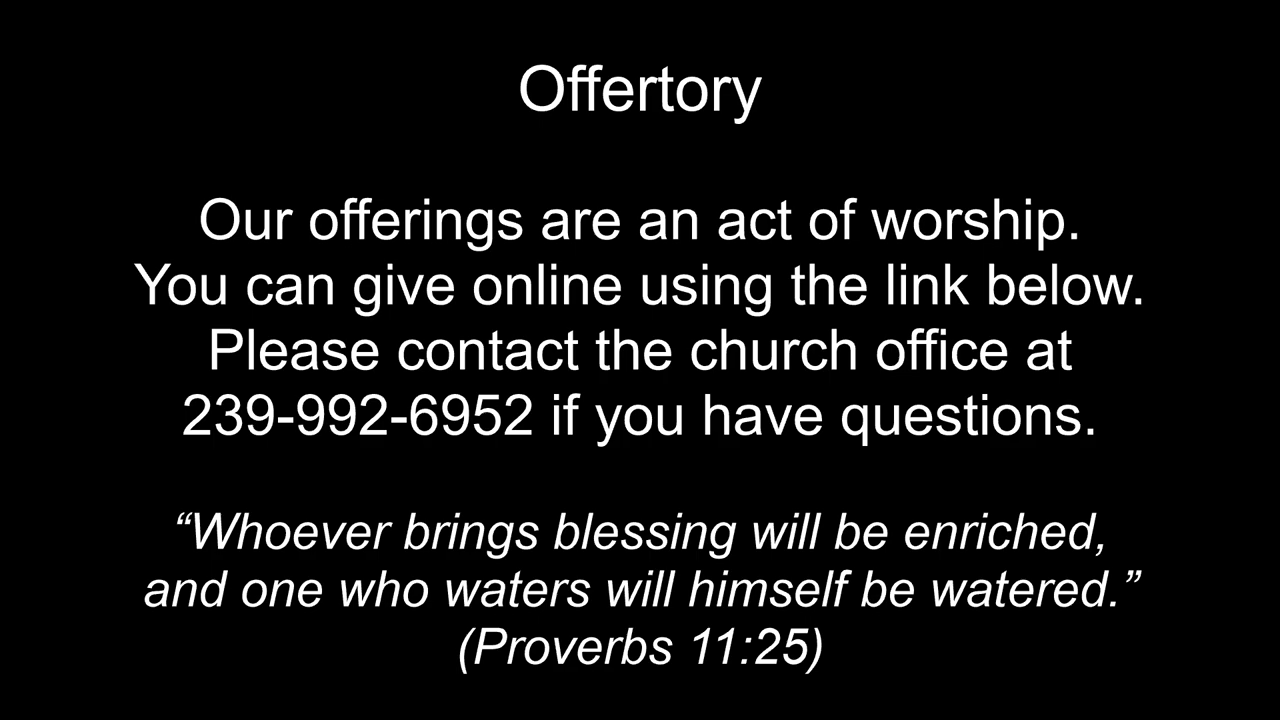 Offertory
Our offerings are an act of worship.
You can give online using the link below.
Please contact the church office at
239-992-6952 if you have questions.
“Whoever brings blessing will be enriched,
and one who waters will himself be watered.”
(Proverbs 11:25)